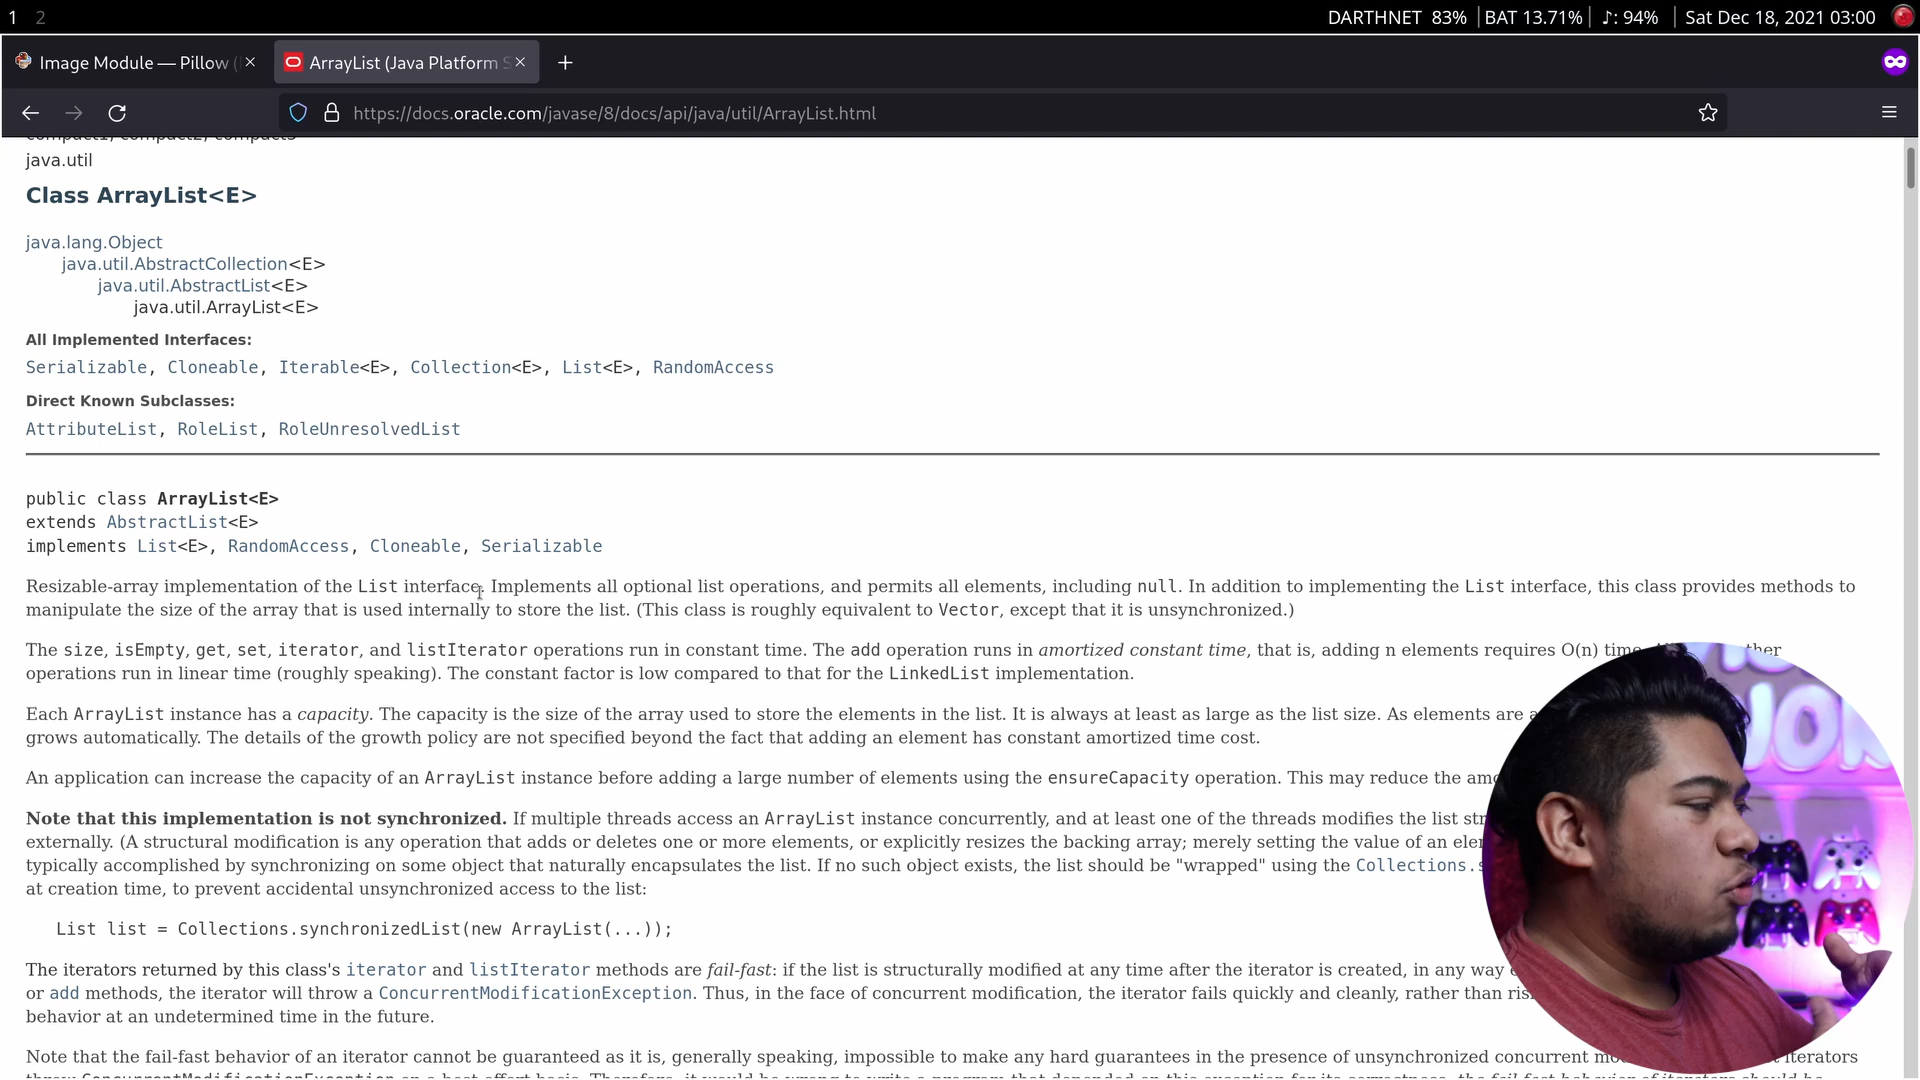 1 2 DARTHNET 83% | BAT 13.71% | ♪: 94% | Sat Dec 18, 2021 03:00
Image Module — Pillow ( ArrayList (Java Platform S
https://docs.oracle.com/javase/8/docs/api/java/util/ArrayList.html
compact1, compact2, compact3
java.util
Class ArrayList<E>
java.lang.Object
java.util.AbstractCollection<E>
java.util.AbstractList<E>
java.util.ArrayList<E>
All Implemented Interfaces:
Serializable, Cloneable, Iterable<E>, Collection<E>, List<E>, RandomAccess
Direct Known Subclasses:
AttributeList, RoleList, RoleUnresolvedList
public class ArrayList<E>
extends AbstractList<E>
implements List<E>, RandomAccess, Cloneable, Serializable
Resizable-array implementation of the List interface. Implements all optional list operations, and permits all elements, including null. In addition to implementing the List interface, this class provides methods to
manipulate the size of the array that is used internally to store the list. (This class is roughly equivalent to Vector, except that it is unsynchronized.)
The size, isEmpty, get, set, iterator, and listIterator operations run in constant time. The add operation runs in amortized constant time, that is, adding n elements requires O(n) time.
operations run in linear time (roughly speaking). The constant factor is low compared to that for the LinkedList implementation.
Each ArrayList instance has a capacity. The capacity is the size of the array used to store the elements in the list. It is always at least as large as the list size. As elements are
grows automatically. The details of the growth policy are not specified beyond the fact that adding an element has constant amortized time cost.
An application can increase the capacity of an ArrayList instance before adding a large number of elements using the ensureCapacity operation. This may reduce the
Note that this implementation is not synchronized. If multiple threads access an ArrayList instance concurrently, and at least one of the threads modifies the list
externally. (A structural modification is any operation that adds or deletes one or more elements, or explicitly resizes the backing array; merely setting the value of an
typically accomplished by synchronizing on some object that naturally encapsulates the list. If no such object exists, the list should be "wrapped" using the Collections.
at creation time, to prevent accidental unsynchronized access to the list:
List list = Collections.synchronizedList(new ArrayList(...));
The iterators returned by this class's iterator and listIterator methods are fail-fast: if the list is structurally modified at any time after the iterator is created, in any way
or add methods, the iterator will throw a ConcurrentModificationException. Thus, in the face of concurrent modification, the iterator fails quickly and cleanly, rather than
behavior at an undetermined time in the future.
Note that the fail-fast behavior of an iterator cannot be guaranteed as it is, generally speaking, impossible to make any hard guarantees in the presence of unsynchronized concurrent iterators